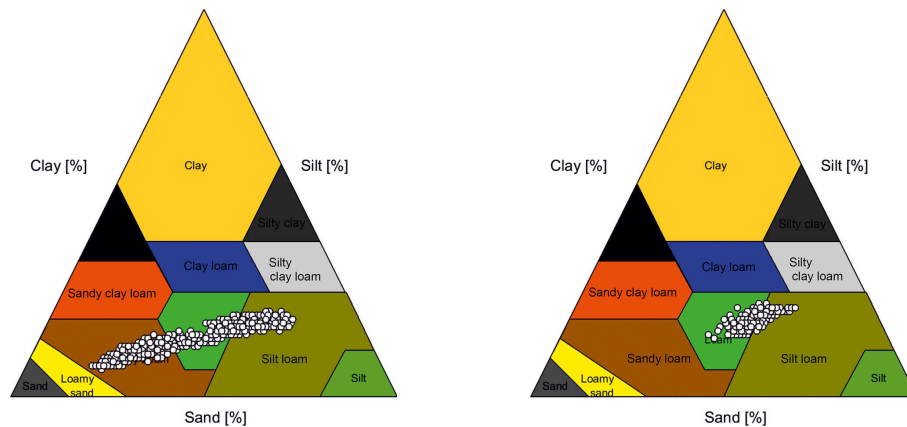 Clay [%]
Silt [%]
Clay
Silty clay
Clay loam
Silty
clay loam
Sandy clay loam
Silt loam
Sand
Loamy
sand
Silt
Sand [%]
Clay [%]
Silt [%]
Clay
Silty clay
Clay loam
Silty
clay loam
Sandy clay loam
Loam
Sandy loam
Silt loam
Sand
Loamy
sand
Silt
Sand [%]